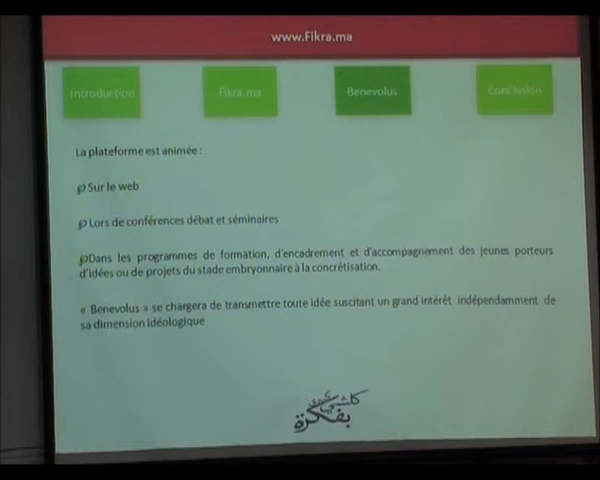 www.Fikra.ma
Introduction
Fikra.ma
Benevolus
Conclusion
La plateforme est animée :
Sur le web
Lors de conférences débat et séminaires
Dans les programmes de formation, d'encadrement et d'accompagnement des jeunes porteurs
d'idées ou de projets du stade embryonnaire à la concrétisation.
« Benevolus » se chargera de transmettre toute idée suscitant un grand intérêt indépendamment de
sa dimension idéologique
كلشي
بفكرة